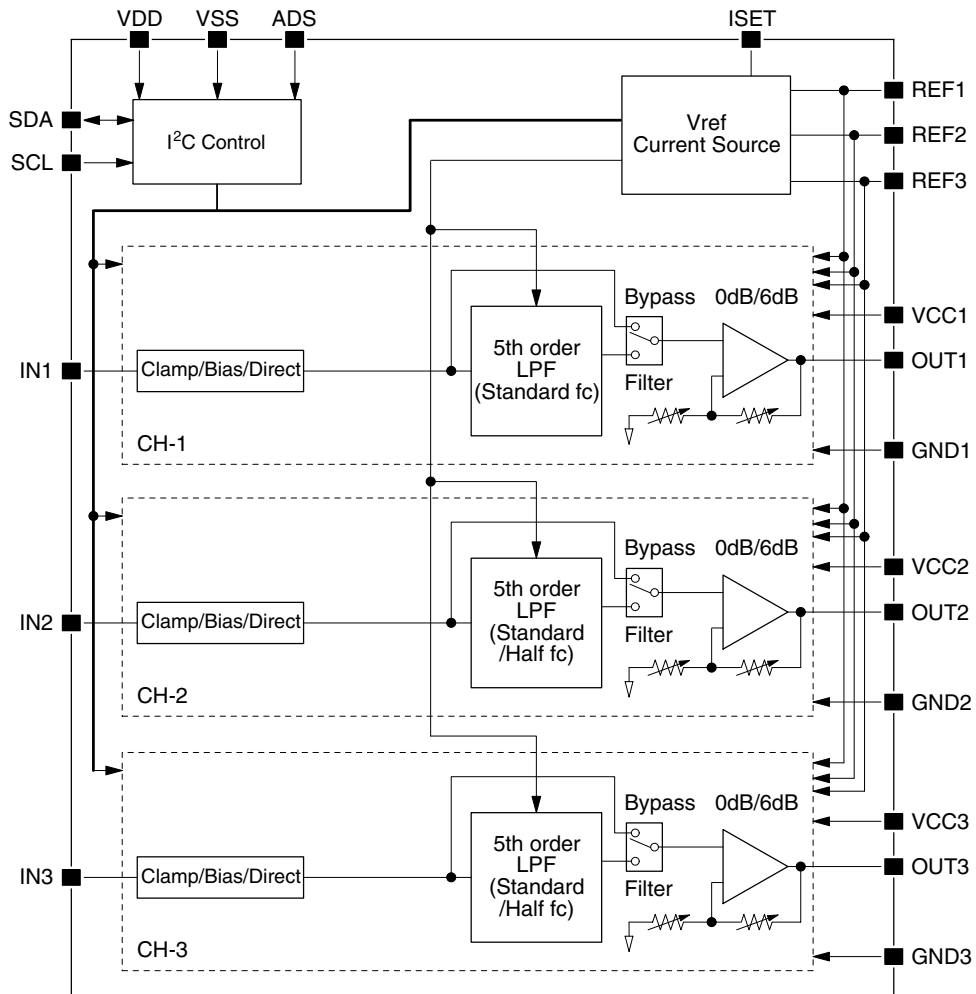 VDD
VSS
ADS
ISET
SDA
SCL
I²C Control
Vref
Current Source
REF1
REF2
REF3
Bypass
0dB/6dB
VCC1
IN1
Clamp/Bias/Direct
5th order
LPF
(Standard fc)
Filter
OUT1
CH-1
GND1
Bypass
0dB/6dB
VCC2
IN2
Clamp/Bias/Direct
5th order
LPF
(Standard
/Half fc)
Filter
OUT2
CH-2
GND2
Bypass
0dB/6dB
VCC3
IN3
Clamp/Bias/Direct
5th order
LPF
(Standard
/Half fc)
Filter
OUT3
CH-3
GND3